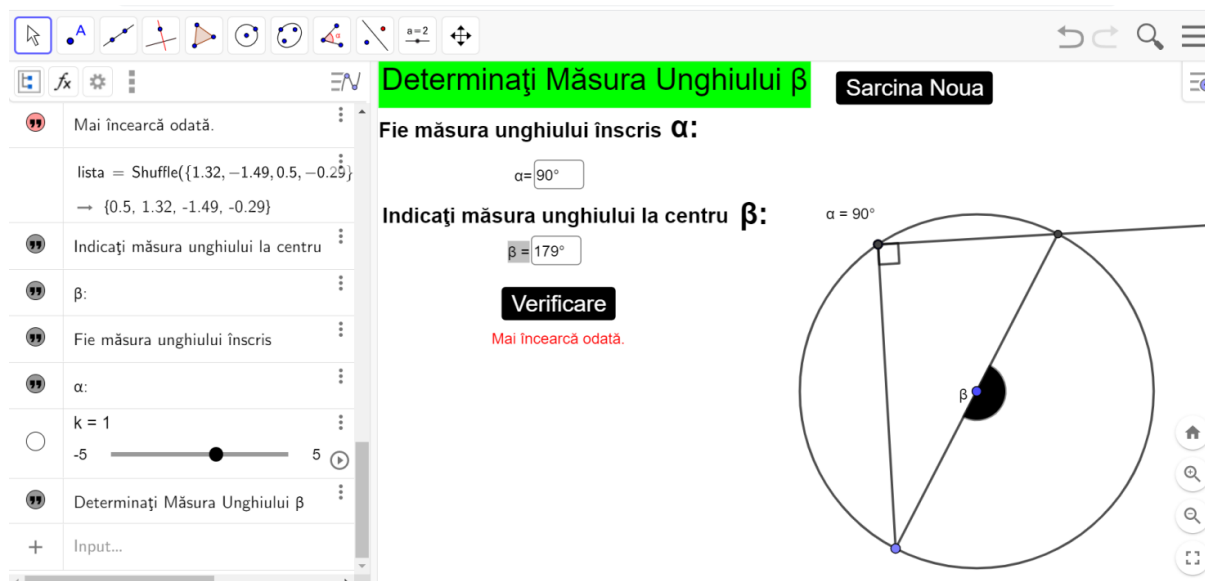 A
a=2
α
fx
Mai încearcă odată.
lista = Shuffle({1.32, −1.49, 0.5, −0.29}
→ {0.5, 1.32, -1.49, -0.29}
Indicaţi măsura unghiului la centru
β:
Fie măsura unghiului înscris
α:
k = 1
-5 5
Determinaţi Măsura Unghiului β
+ Input...
Determinaţi Măsura Unghiului β
Sarcina Noua
Fie măsura unghiului înscris α:
α= 90°
Indicaţi măsura unghiului la centru β:
β = 179°
Verificare
Mai încearcă odată.
α = 90°
β